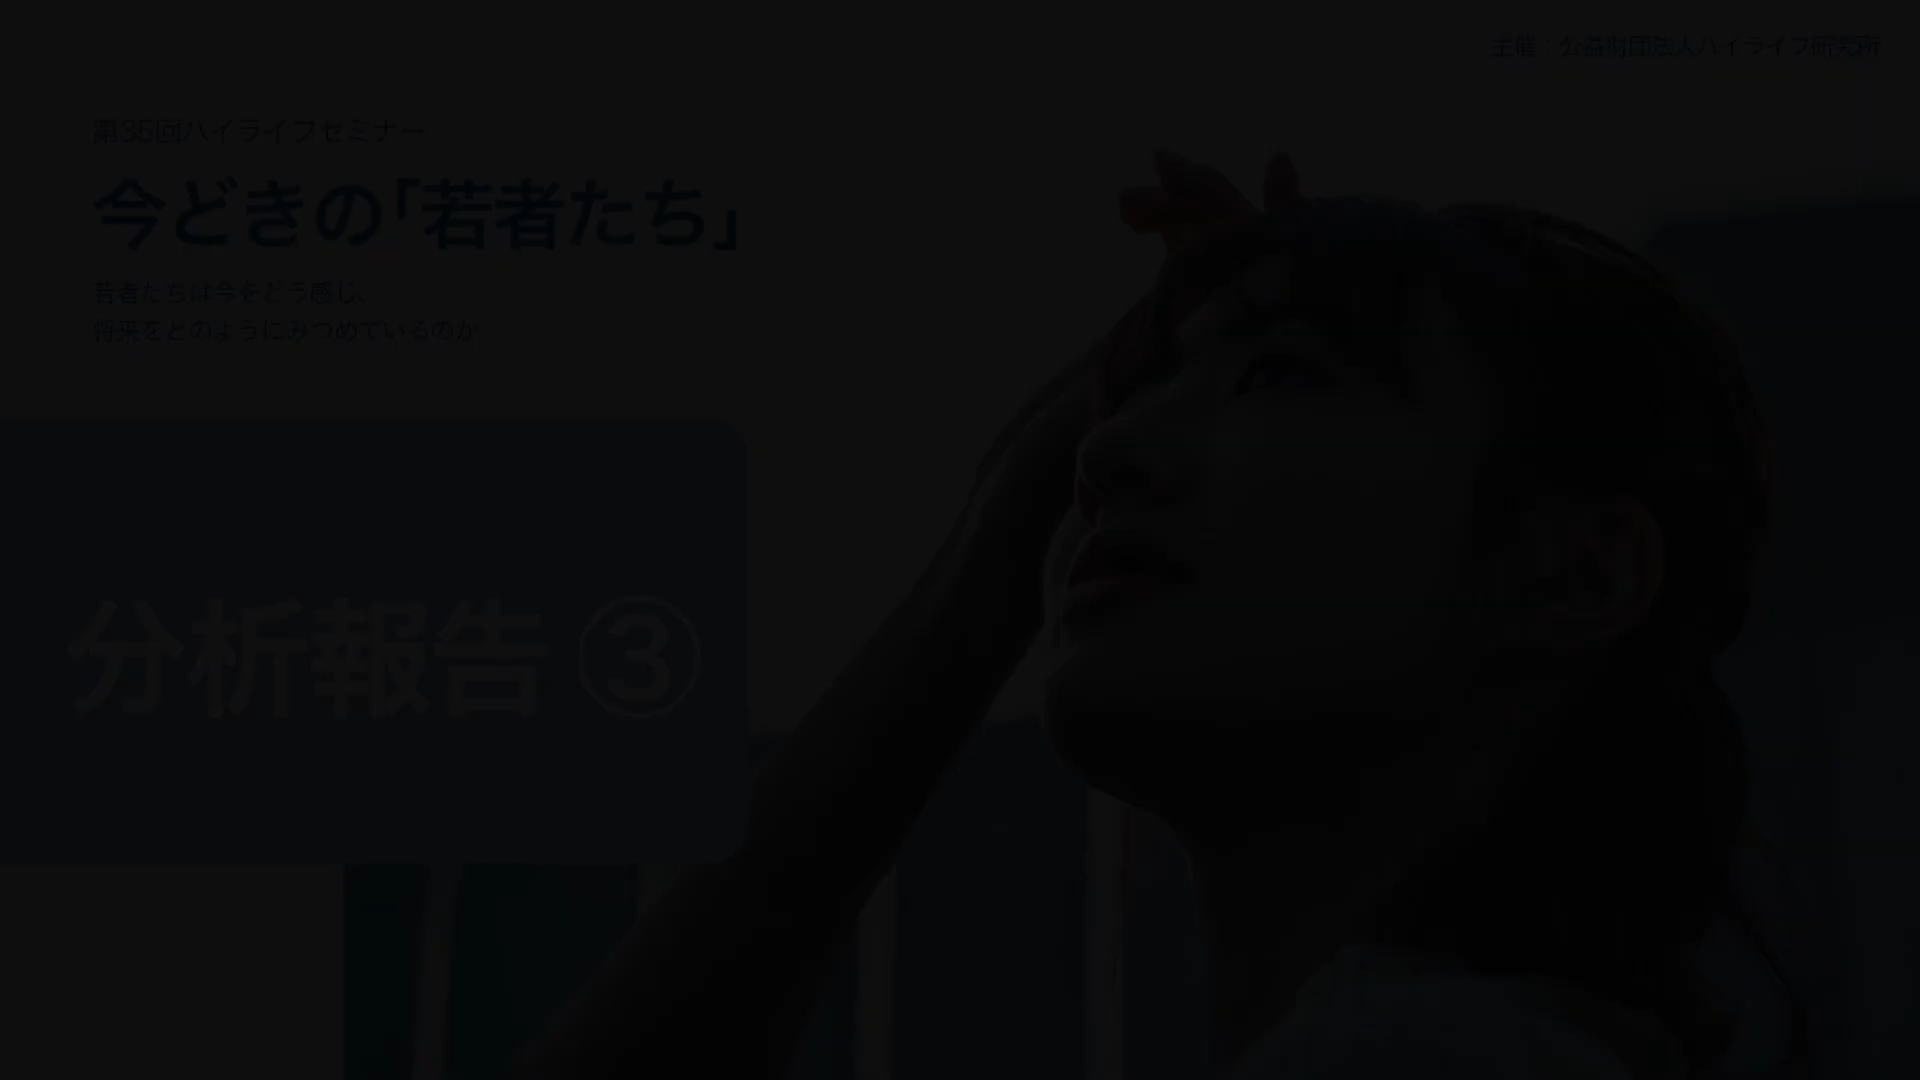 主催：公益財団法人ハイライフ研究所
第35回ハイライフセミナー
今どきの「若者たち」
若者たちは今をどう感じ、
将来をどのようにみつめているのか
分析報告 ③